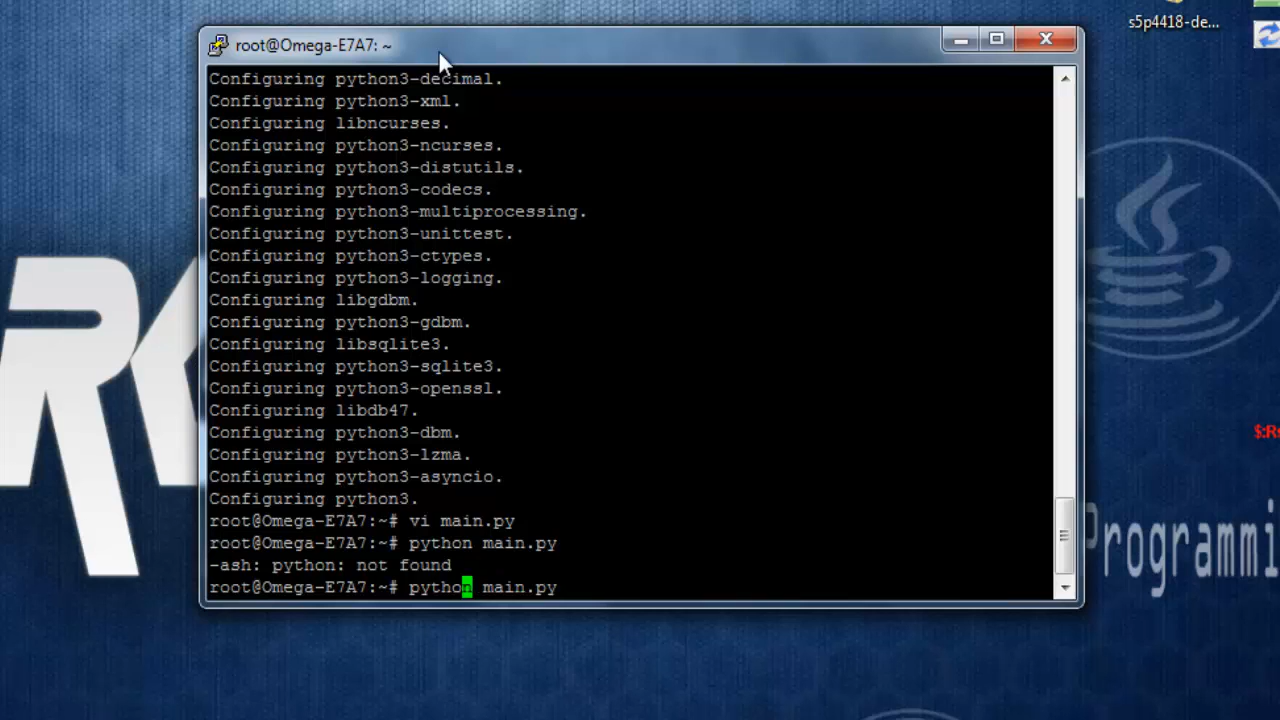 s5p4418-de...
root@Omega-E7A7: ~
Configuring python3-decimal.
Configuring python3-xml.
Configuring libncurses.
Configuring python3-ncurses.
Configuring python3-distutils.
Configuring python3-codecs.
Configuring python3-multiprocessing.
Configuring python3-unittest.
Configuring python3-ctypes.
Configuring python3-logging.
Configuring libgdbm.
Configuring python3-gdbm.
Configuring libsqlite3.
Configuring python3-sqlite3.
Configuring python3-openssl.
Configuring libdb47.
Configuring python3-dbm.
Configuring python3-lzma.
Configuring python3-asyncio.
Configuring python3.
root@Omega-E7A7:~# vi main.py
root@Omega-E7A7:~# python main.py
-ash: python: not found
root@Omega-E7A7:~# python main.py
$:Rs
Programmi